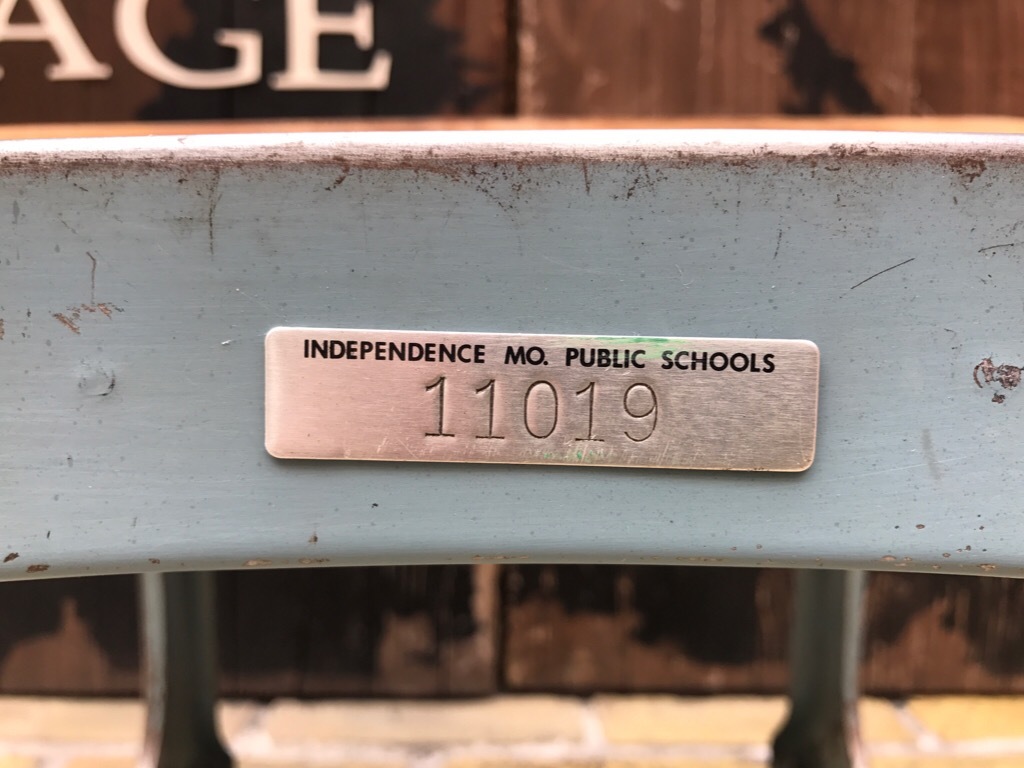 AGE
INDEPENDENCE MO. PUBLIC SCHOOLS
11019